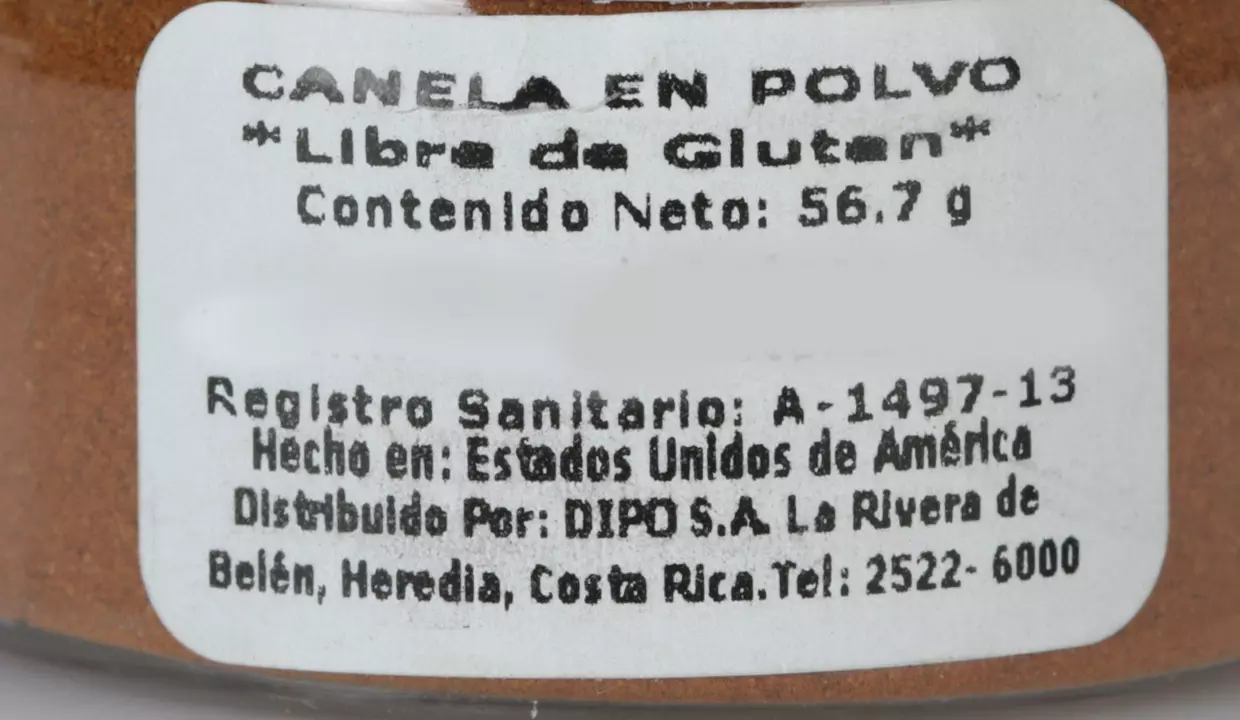 CANELA EN POLVO
*Libre de Gluten*
Contenido Neto: 56.7 g
Registro Sanitario: A-1497-13
Hecho en: Estados Unidos de América
Distribuido Por: DIPO S.A. La Rivera de
Belén, Heredia, Costa Rica.Tel: 2522-6000